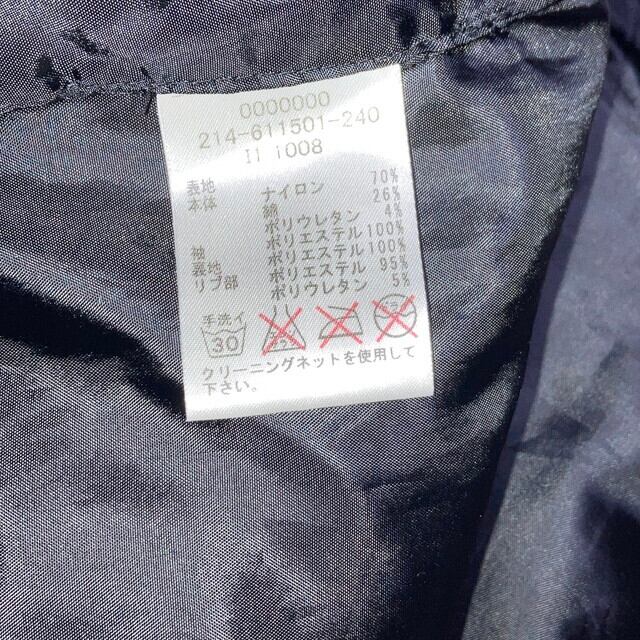 0000000
214-611501-240
I1 1008
表地 ナイロン 70%
本体 綿 26%
ポリウレタン 4%
袖 ポリエステル100%
裏地 ポリエステル100%
リブ部 ポリエステル 95%
ポリウレタン 5%
手洗イ
30
クリーニングネットを使用して
下さい。